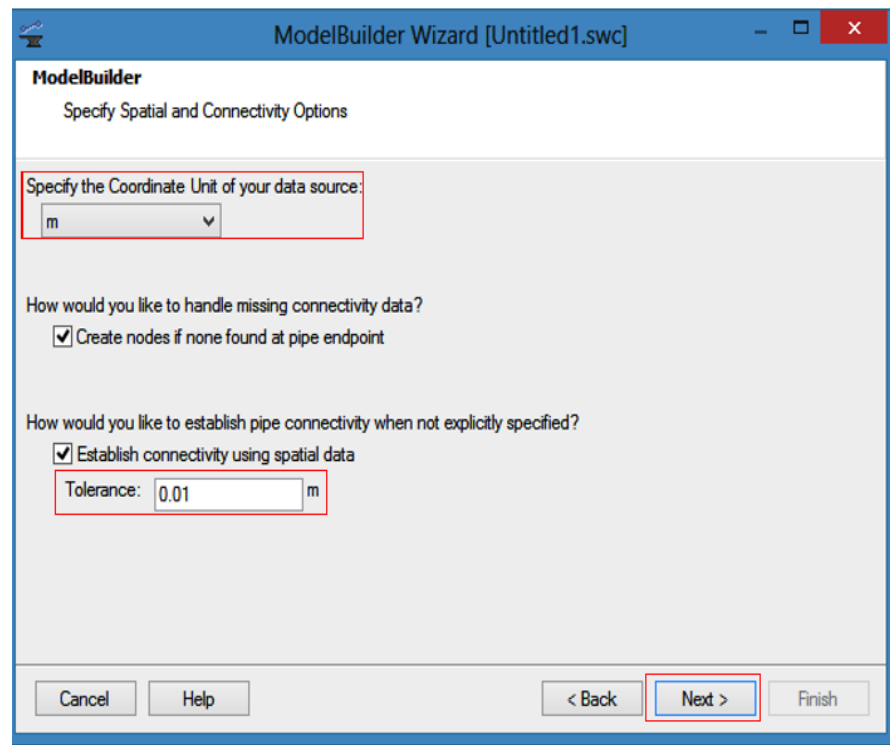 ModelBuilder Wizard [Untitled1.swc]
ModelBuilder
Specify Spatial and Connectivity Options
Specify the Coordinate Unit of your data source:
m
How would you like to handle missing connectivity data?
Create nodes if none found at pipe endpoint
How would you like to establish pipe connectivity when not explicitly specified?
Establish connectivity using spatial data
Tolerance: 0.01 m
Cancel Help < Back Next > Finish